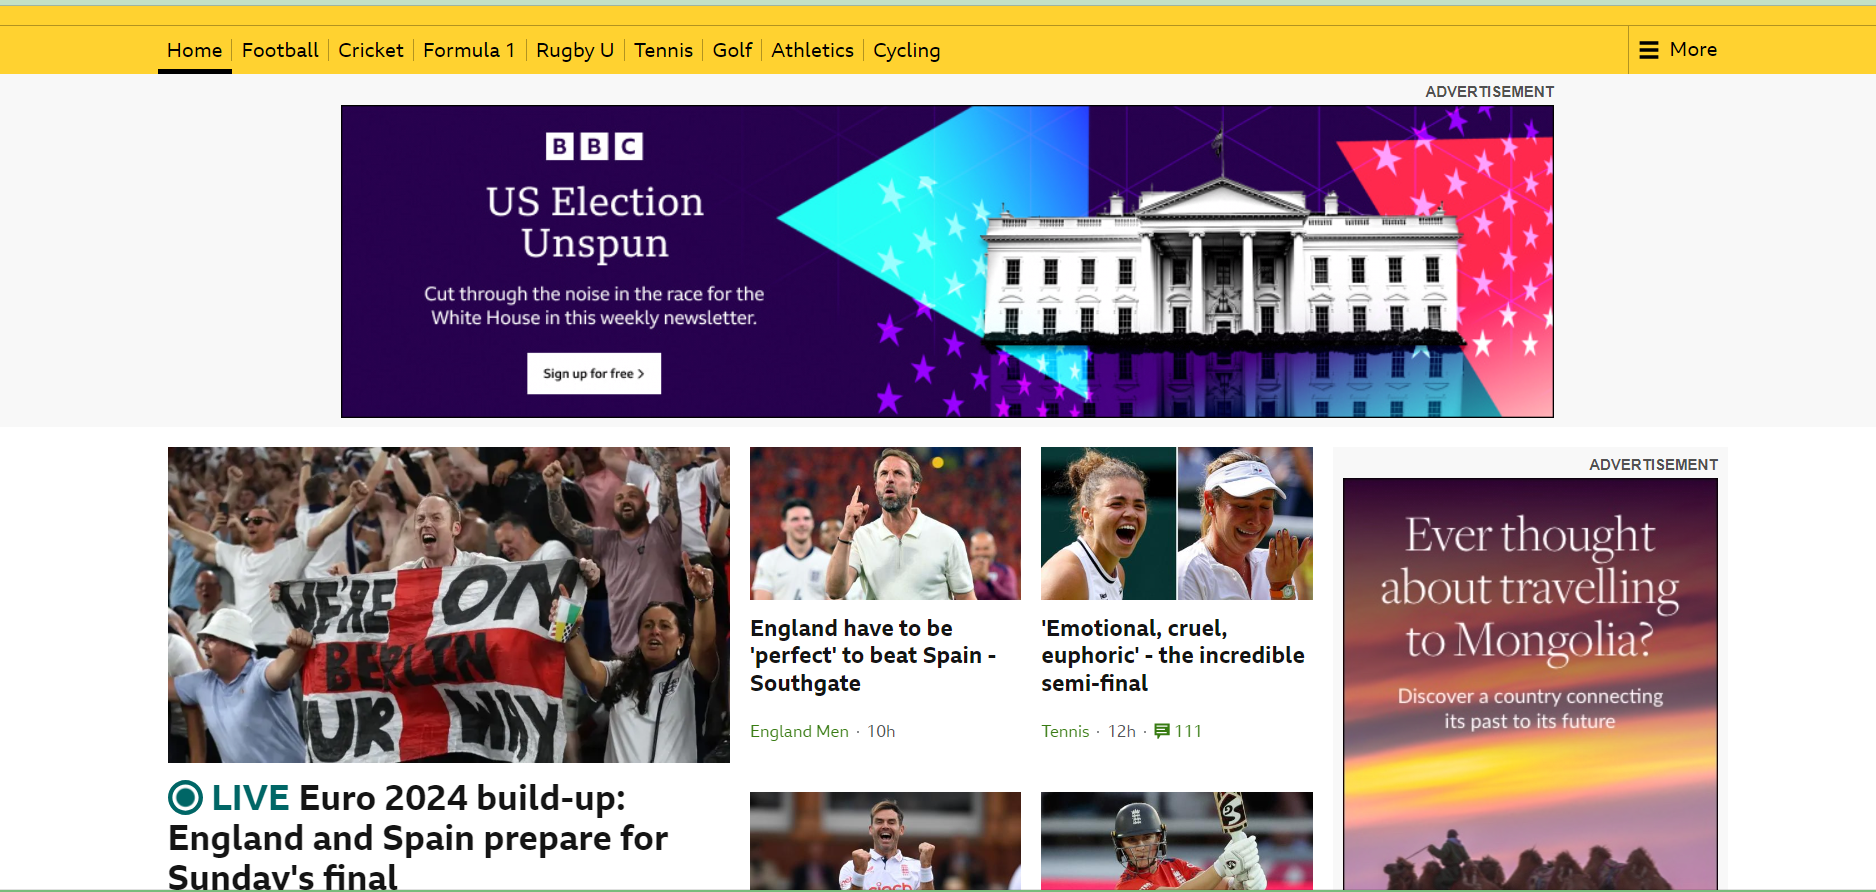 Home
Football
Cricket
Formula 1
Rugby U
Tennis
Golf
Athletics
Cycling
More
ADVERTISEMENT
BBC
US Election
Unspun
Cut through the noise in the race for the
White House in this weekly newsletter.
Sign up for free >
WE'RE ON
BERLIN
OUR WAY
LIVE Euro 2024 build-up:
England and Spain prepare for
Sunday's final
England have to be
'perfect' to beat Spain -
Southgate
England Men · 10h
'Emotional, cruel,
euphoric' - the incredible
semi-final
Tennis · 12h · 111
cinch
ADVERTISEMENT
Ever thought
about travelling
to Mongolia?
Discover a country connecting
its past to its future